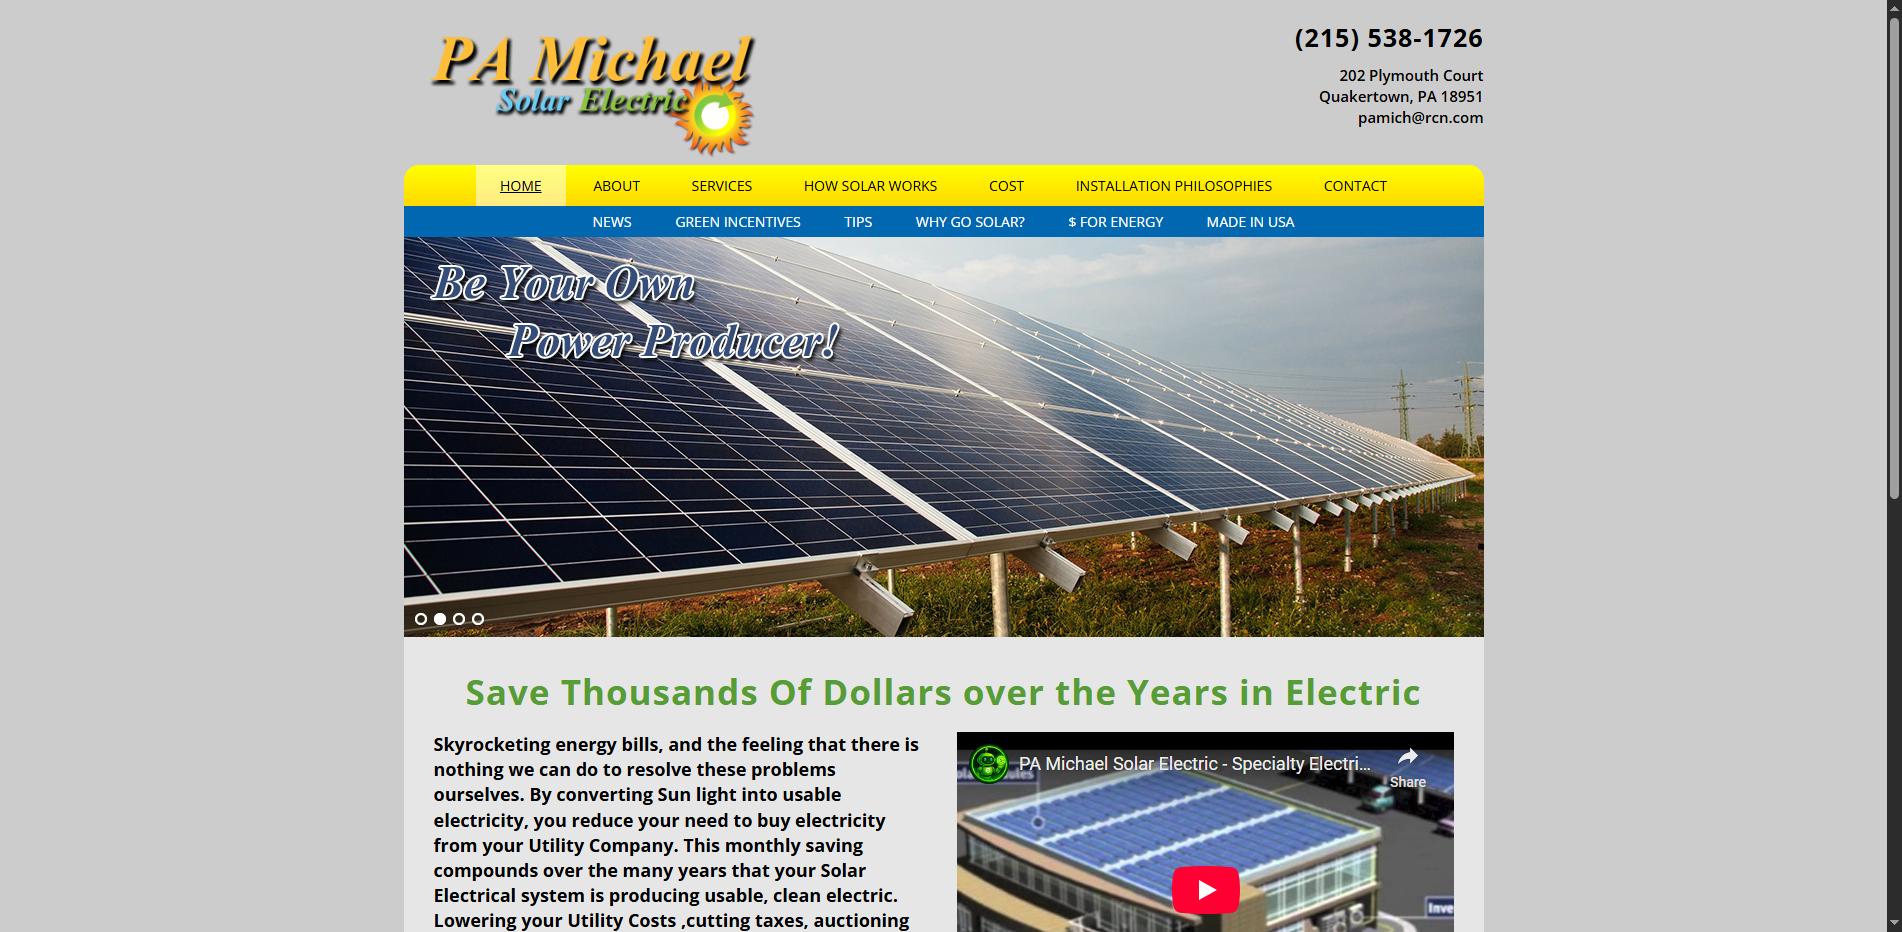 PA Michael
Solar Electric
(215) 538-1726
202 Plymouth Court
Quakertown, PA 18951
pamich@rcn.com
HOME ABOUT SERVICES HOW SOLAR WORKS COST INSTALLATION PHILOSOPHIES CONTACT
NEWS GREEN INCENTIVES TIPS WHY GO SOLAR? $ FOR ENERGY MADE IN USA
Be Your Own
Power Producer!
Save Thousands Of Dollars over the Years in Electric
Skyrocketing energy bills, and the feeling that there is
nothing we can do to resolve these problems
ourselves. By converting Sun light into usable
electricity, you reduce your need to buy electricity
from your Utility Company. This monthly saving
compounds over the many years that your Solar
Electrical system is producing usable, clean electric.
Lowering your Utility Costs ,cutting taxes, auctioning
PA Michael Solar Electric - Specialty Electri...
Share
Inve